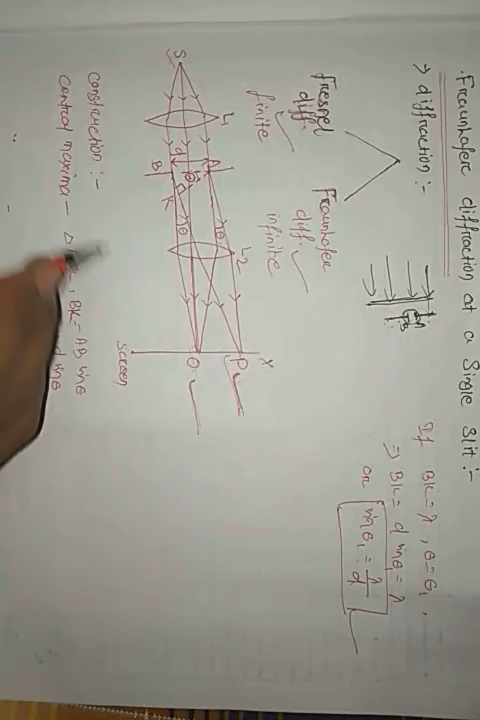 Fraunhofer diffraction at a Single Slit :-
→ diffraction :-
Fresnel
diff.
finite
Fraunhofer
diff.
infinite
S
L1
A
B
d
θ
K
θ
L2
P
O
X
Screen
Construction :-
Central maxima -
, BK = AB sinθ
d sinθ
If BK = λ, θ = θ1,
⇒ BK = d sinθ1 = λ
or sinθ1 = λ/d